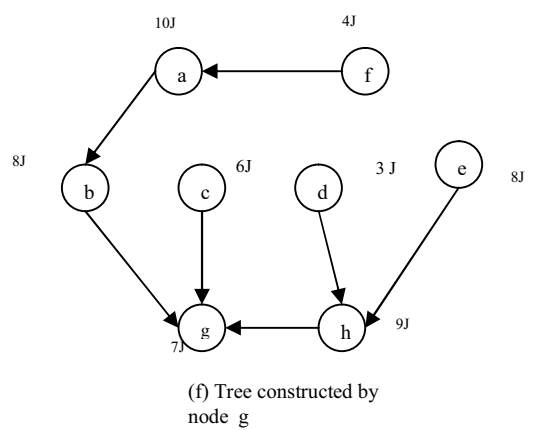 10J
4J
a
f
8J
6J
3 J
8J
b
c
d
e
g
h
9J
7J
(f) Tree constructed by
node g